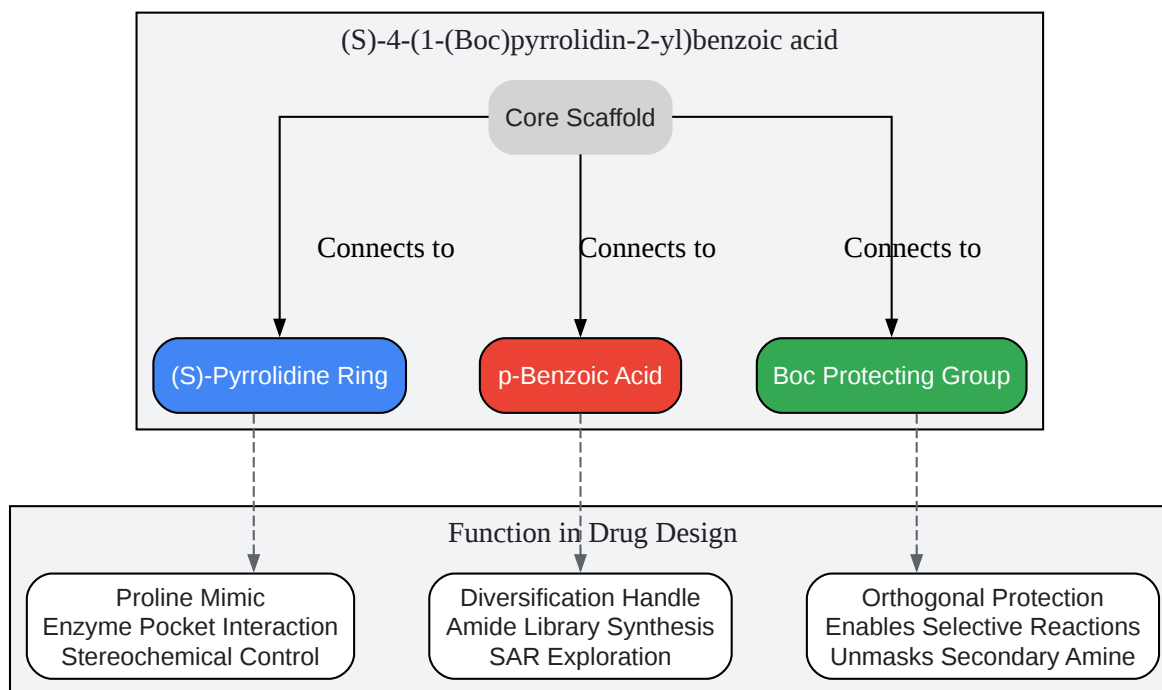 (S)-4-(1-(Boc)pyrrolidin-2-yl)benzoic acid
Core Scaffold
Connects to
Connects to
Connects to
(S)-Pyrrolidine Ring
p-Benzoic Acid
Boc Protecting Group
Function in Drug Design
Proline Mimic
Enzyme Pocket Interaction
Stereochemical Control
Diversification Handle
Amide Library Synthesis
SAR Exploration
Orthogonal Protection
Enables Selective Reactions
Unmasks Secondary Amine